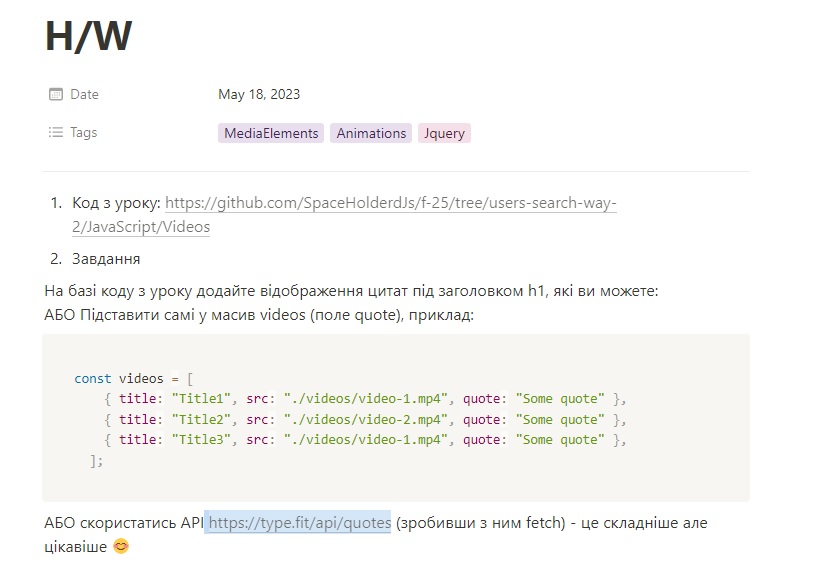 H/W
Date May 18, 2023
Tags MediaElements Animations Jquery
1. Код з уроку: https://github.com/SpaceHolderdJs/f-25/tree/users-search-way-
2/JavaScript/Videos
2. Завдання
На базі коду з уроку додайте відображення цитат під заголовком h1, які ви можете:
АБО Підставити самі у масив videos (поле quote), приклад:
const videos = [
{ title: "Title1", src: "./videos/video-1.mp4", quote: "Some quote" },
{ title: "Title2", src: "./videos/video-2.mp4", quote: "Some quote" },
{ title: "Title3", src: "./videos/video-1.mp4", quote: "Some quote" },
];
АБО скористатись API https://type.fit/api/quotes (зробивши з ним fetch) - це складніше але
цікавіше 😊